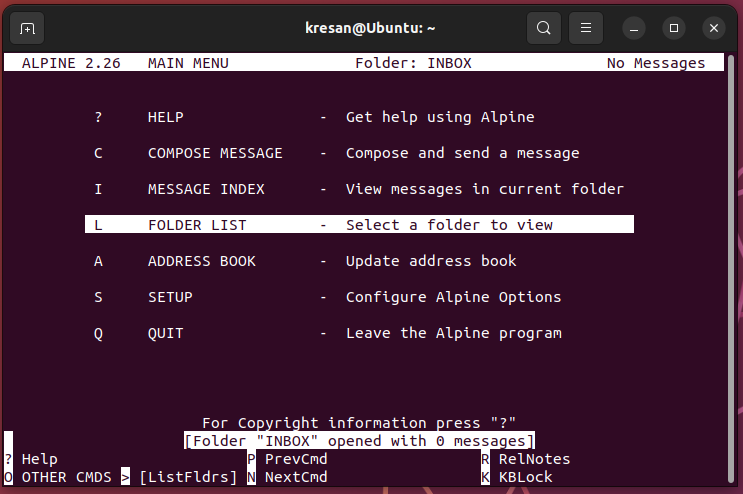 kresan@Ubuntu: ~
ALPINE 2.26 MAIN MENU Folder: INBOX No Messages
? HELP - Get help using Alpine
C COMPOSE MESSAGE - Compose and send a message
I MESSAGE INDEX - View messages in current folder
L FOLDER LIST - Select a folder to view
A ADDRESS BOOK - Update address book
S SETUP - Configure Alpine Options
Q QUIT - Leave the Alpine program
For Copyright information press "?"
[Folder "INBOX" opened with 0 messages]
? Help P PrevCmd R RelNotes
O OTHER CMDS > [ListFldrs] N NextCmd K KBLock